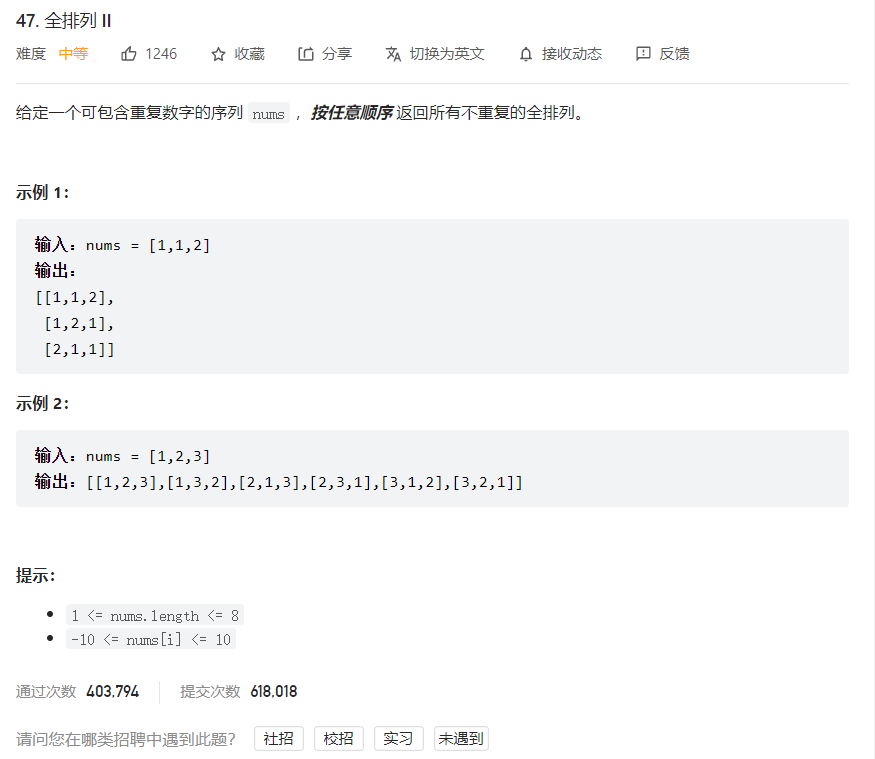 47. 全排列 II
难度 中等 1246 收藏 分享 切换为英文 接收动态 反馈
给定一个可包含重复数字的序列 nums ，按任意顺序 返回所有不重复的全排列。
示例 1：
输入：nums = [1,1,2]
输出：
[[1,1,2],
[1,2,1],
[2,1,1]]
示例 2：
输入：nums = [1,2,3]
输出：[[1,2,3],[1,3,2],[2,1,3],[2,3,1],[3,1,2],[3,2,1]]
提示：
1 <= nums.length <= 8
-10 <= nums[i] <= 10
通过次数 403,794 提交次数 618,018
请问您在哪类招聘中遇到此题？ 社招 校招 实习 未遇到